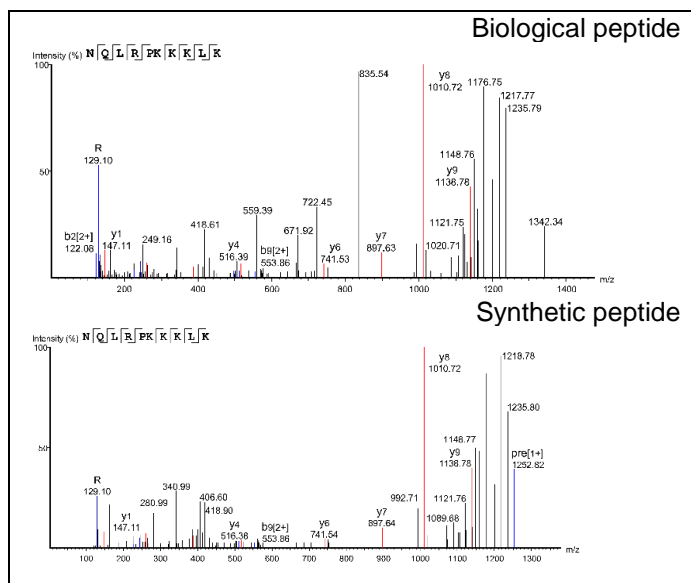 Biological peptide
Intensity (%) N Q L R P K K K L K
100
835.54
y8
1010.72
1176.75
1217.77
1235.79
R
129.10
1148.76
y9
1138.78
50
722.45
559.39
418.61
671.92
1121.75
1342.34
b2[2+]
122.08
y1
147.11
249.16
y4
516.39
b9[2+]
553.86
y6
741.53
y7
897.63
1020.71
200 400 600 800 1000 1200 1400 m/z
Synthetic peptide
Intensity (%) N Q L R P K K K L K
100
y8
1010.72
1218.78
1235.80
1148.77
y9
1138.78
pre[1+]
1252.82
50
R
129.10
340.99
280.99
406.60
418.90
992.71
1121.76
y1
147.11
y4
516.38
b9[2+]
553.86
y6
741.54
y7
897.64
1089.68
100 200 300 400 500 600 700 800 900 1000 1100 1200 1300 m/z